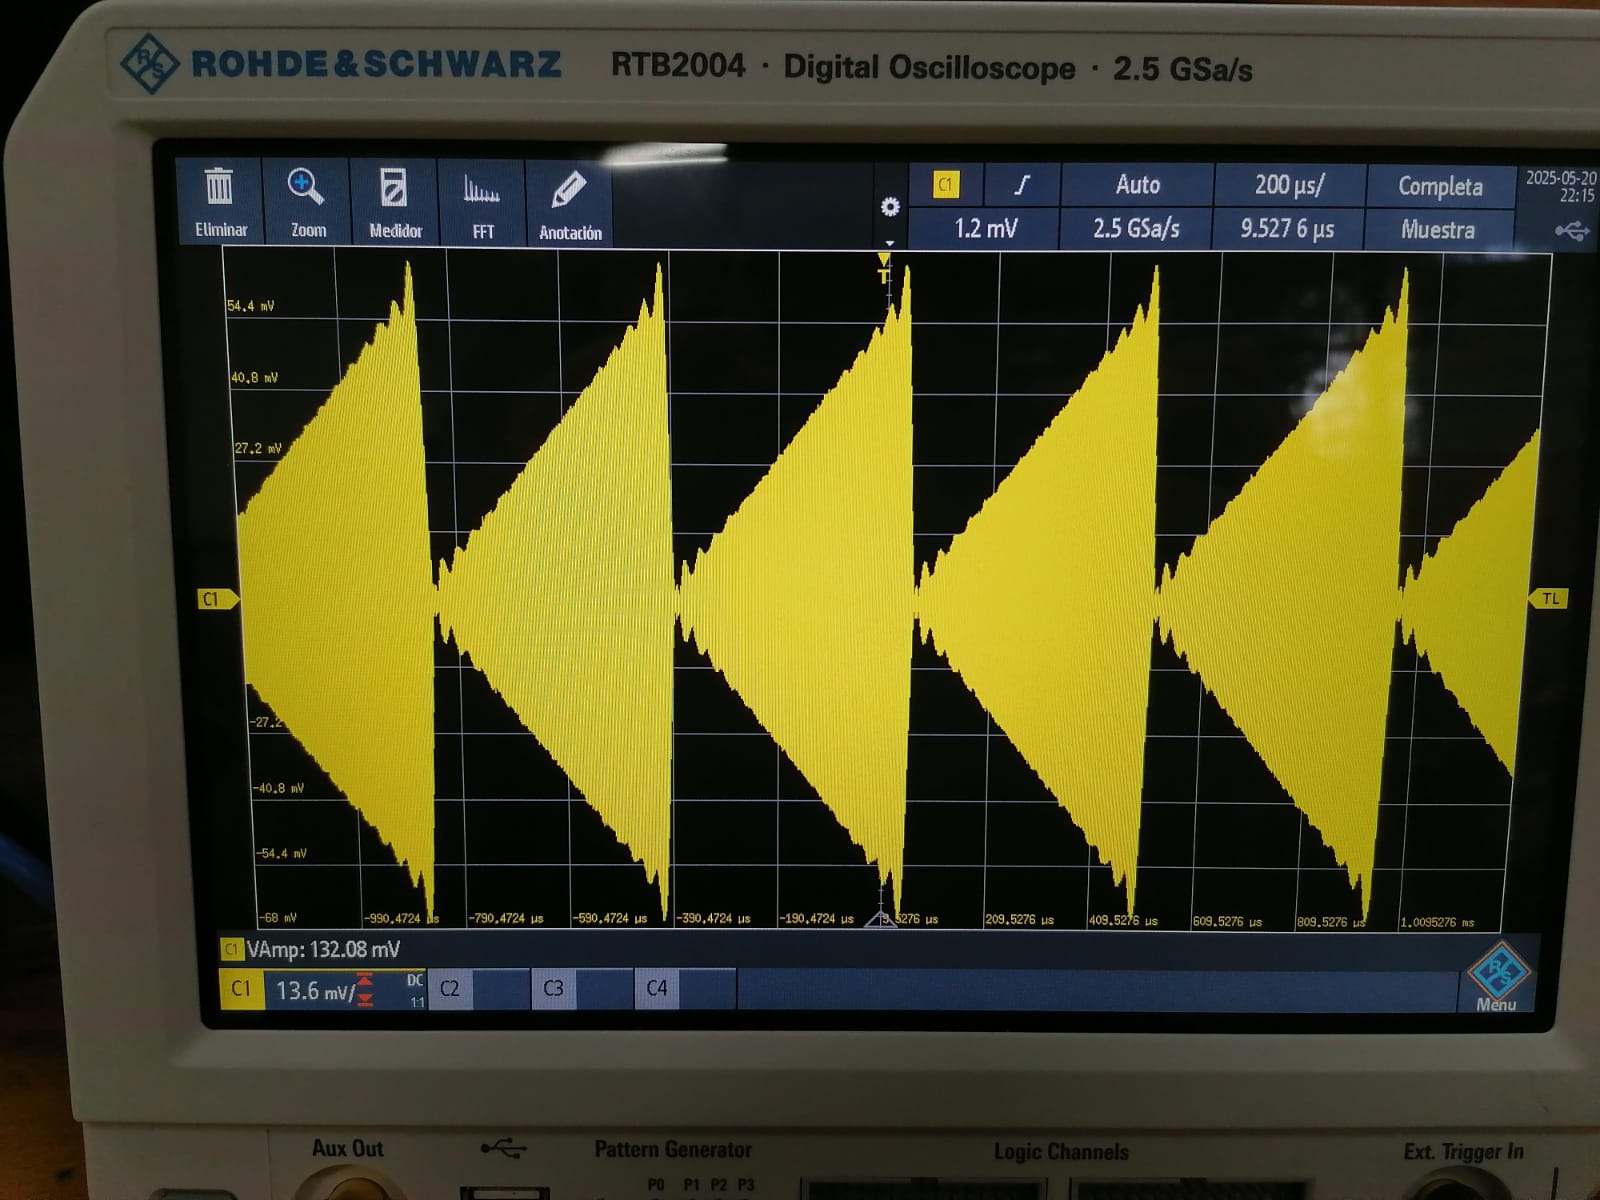 ROHDE&SCHWARZ RTB2004 · Digital Oscilloscope · 2.5 GSa/s
Eliminar Zoom Medidor FFT Anotación
C1 Auto 200 µs/ Completa 2025-05-20
1.2 mV 2.5 GSa/s 9.527 6 µs Muestra 22:15
T
54.4 mV
40.8 mV
27.2 mV
C1 TL
-27.2
-40.8 mV
-54.4 mV
-68 mV -990.4724 µs -790.4724 µs -590.4724 µs -390.4724 µs -190.4724 µs 9.5276 µs 209.5276 µs 409.5276 µs 609.5276 µs 809.5276 µs 1.0095276 ms
C1 VAmp: 132.08 mV
C1 13.6 mV/ DC 1:1 C2 C3 C4
Menu
Aux Out Pattern Generator Logic Channels Ext. Trigger In
P0 P1 P2 P3